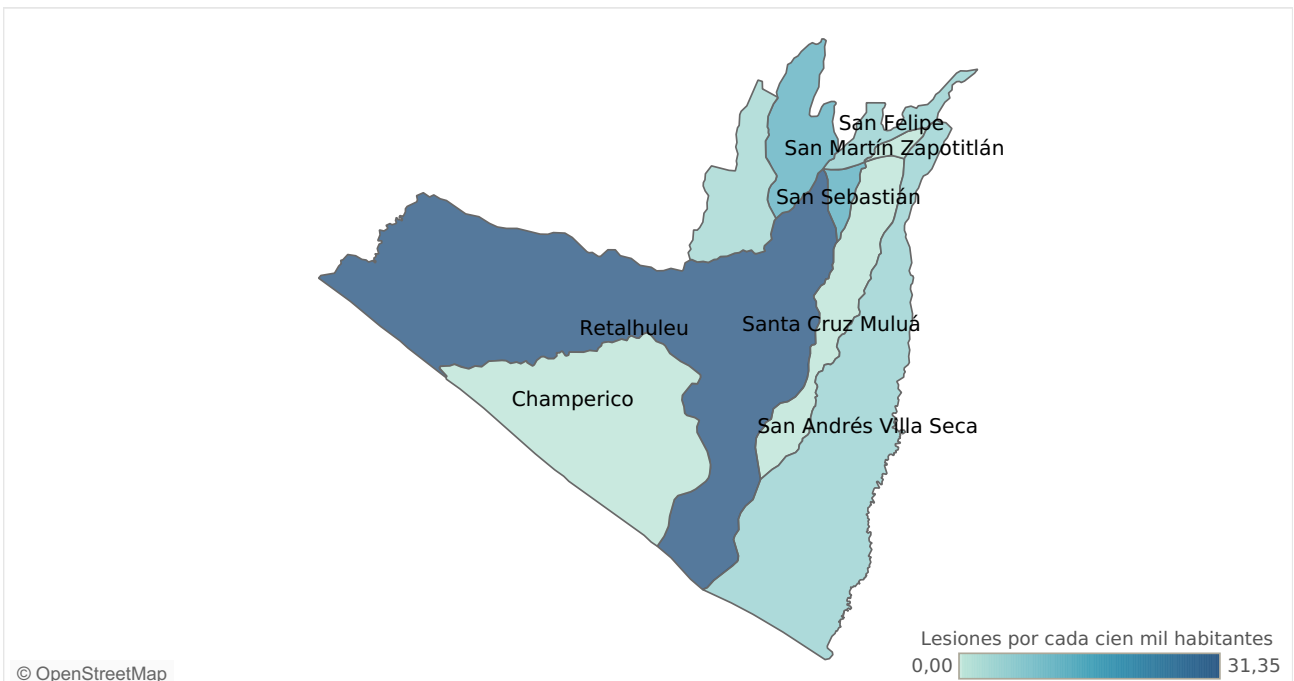 San Felipe
San Martín Zapotitlán
San Sebastián
Retalhuleu
Santa Cruz Muluá
Champerico
San Andrés Villa Seca
Lesiones por cada cien mil habitantes
0,00 31,35
© OpenStreetMap